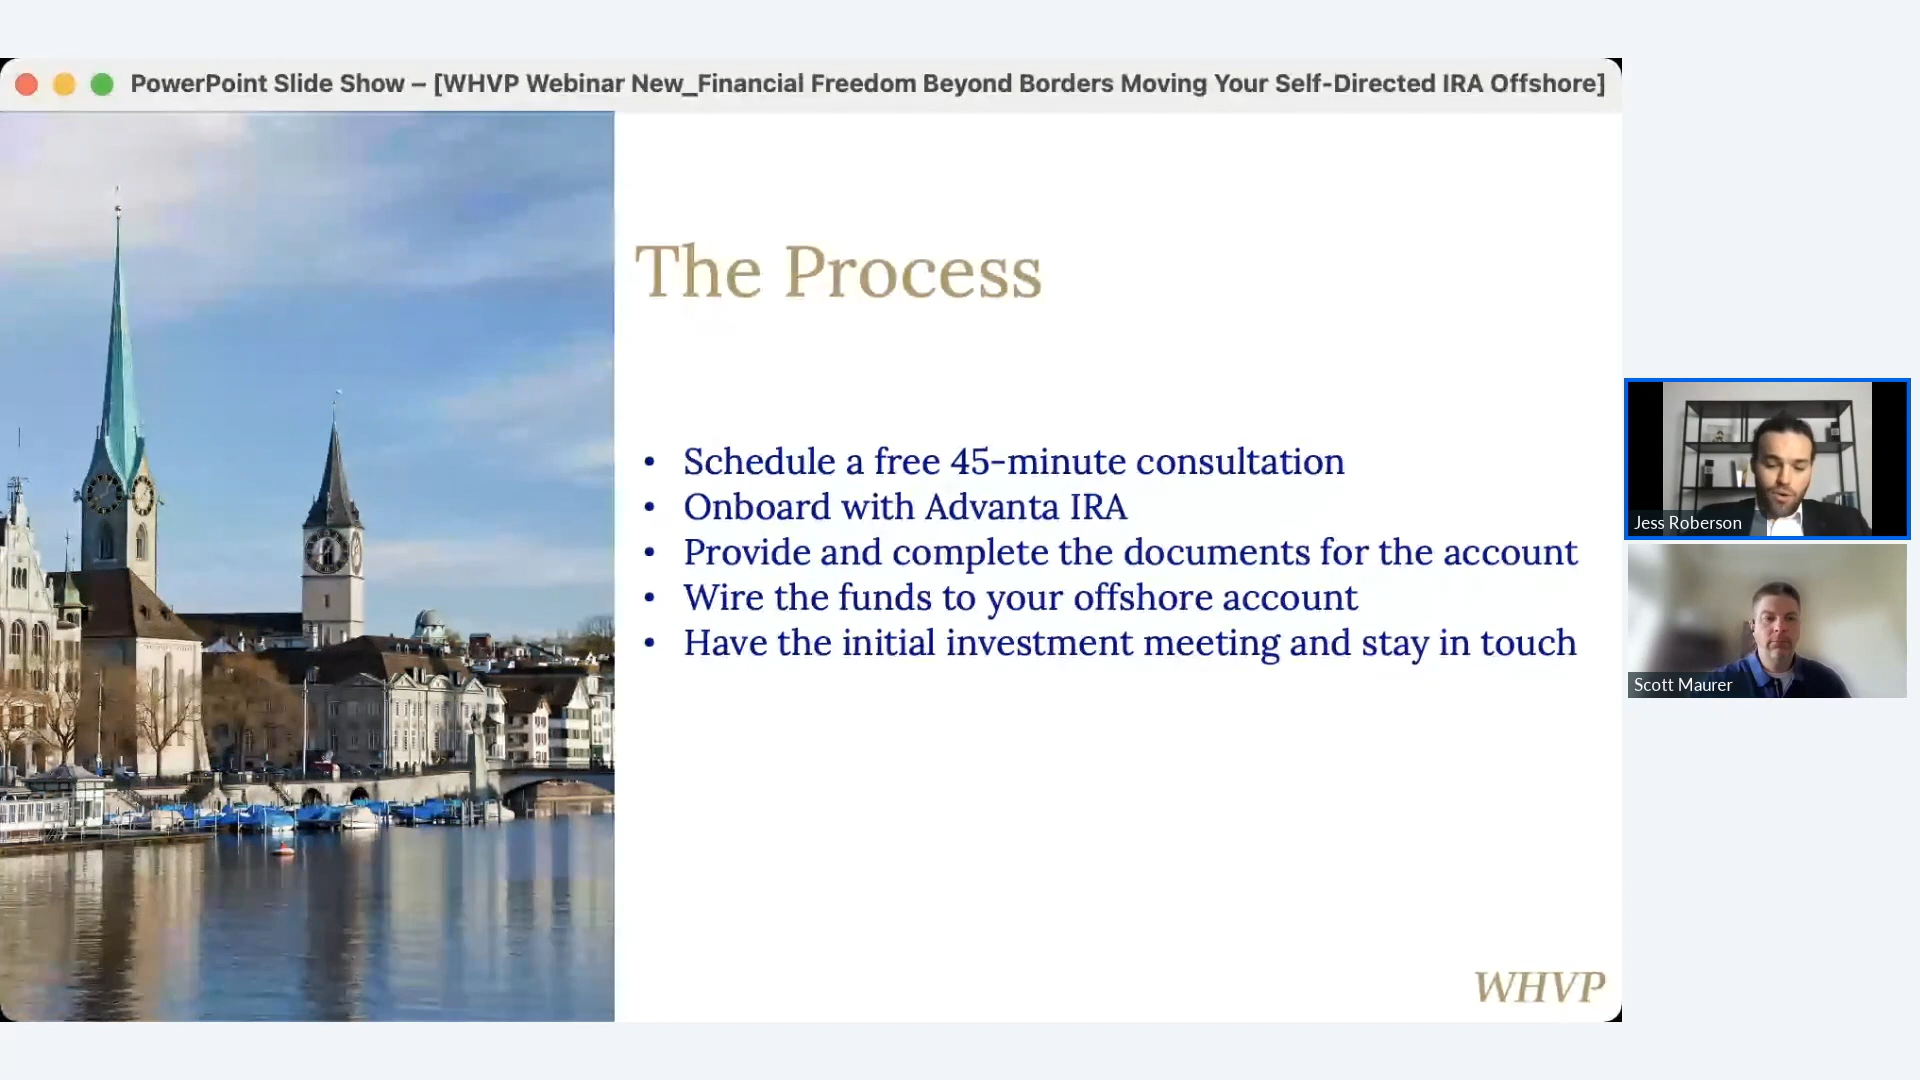 PowerPoint Slide Show – [WHVP Webinar New_Financial Freedom Beyond Borders Moving Your Self-Directed IRA Offshore]
The Process
• Schedule a free 45-minute consultation
• Onboard with Advanta IRA
• Provide and complete the documents for the account
• Wire the funds to your offshore account
• Have the initial investment meeting and stay in touch
WHVP
Jess Roberson
Scott Maurer